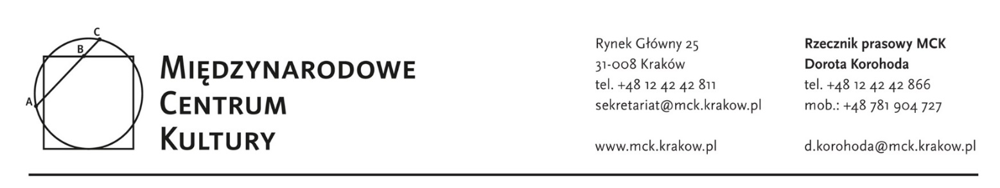 C
B
A
Międzynarodowe
Centrum
Kultury
Rynek Główny 25
31-008 Kraków
tel. +48 12 42 42 811
sekretariat@mck.krakow.pl
www.mck.krakow.pl
Rzecznik prasowy MCK
Dorota Korohoda
tel. +48 12 42 42 866
mob.: +48 781 904 727
d.korohoda@mck.krakow.pl